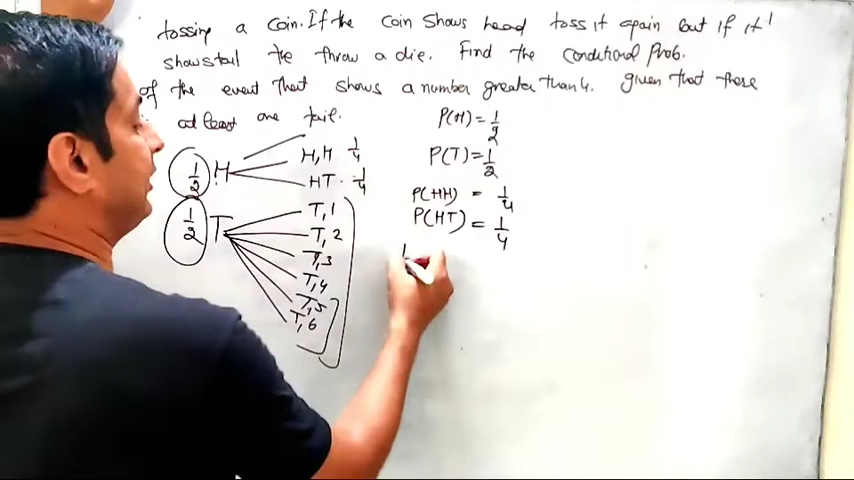 tossing a coin. If the coin shows head toss it again but if it
shows tail the throw a die. Find the conditional prob.
of the event that shows a number greater than 4. given that there
at least one tail.
P(H) = 1/2
P(T) = 1/2
P(HH) = 1/4
P(HT) = 1/4
1/2 H
H,H 1/4
HT 1/4
1/2 T
T,1
T,2
T,3
T,4
T,5
T,6